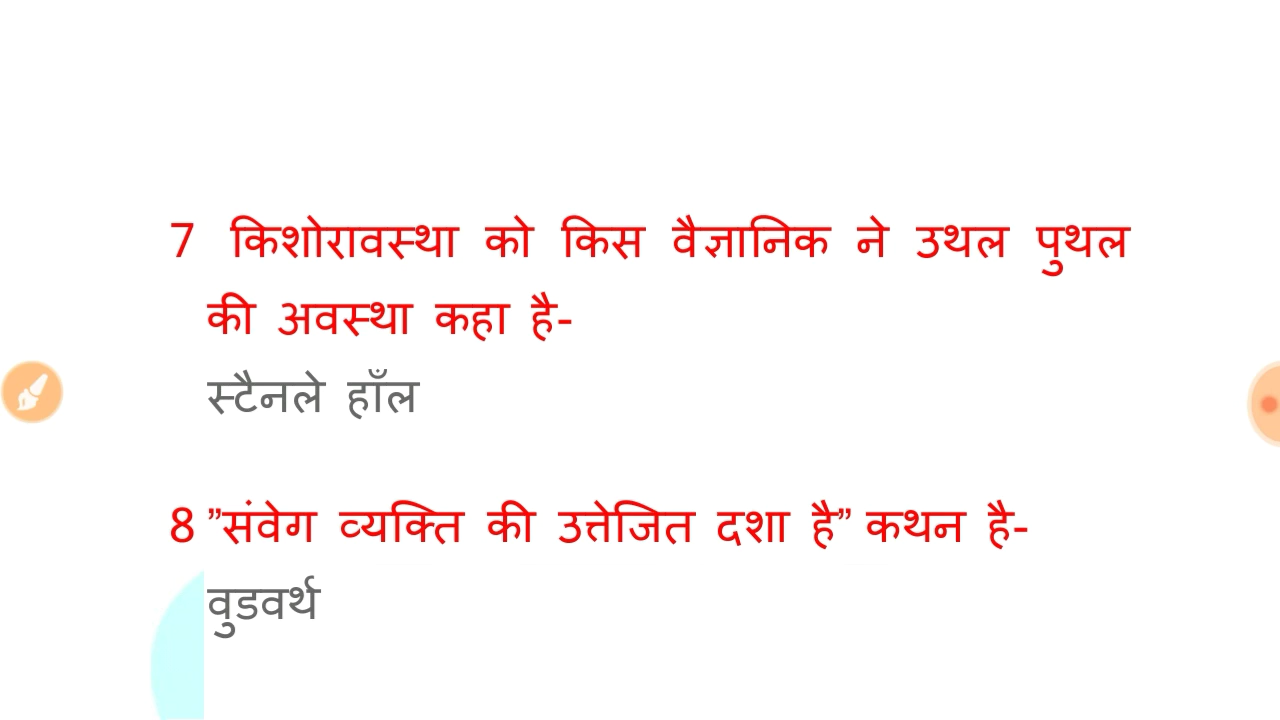 7 किशोरावस्था को किस वैज्ञानिक ने उथल पुथल
की अवस्था कहा है-
स्टैनले हाँल
8 ”संवेग व्यक्ति की उत्तेजित दशा है” कथन है-
वुडवर्थ